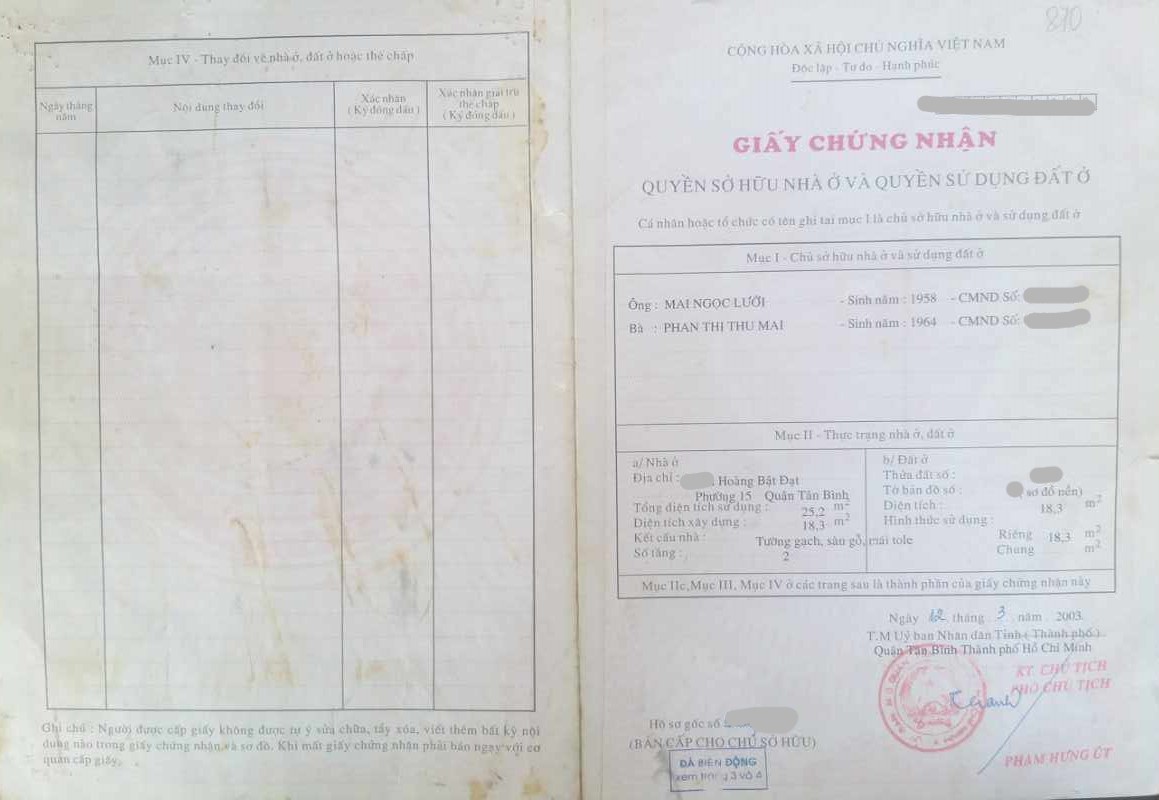 Mục IV - Thay đổi về nhà ở, đất ở hoặc thế chấp
Ngày tháng năm
Nội dung thay đổi
Xác nhận
(Ký đóng dấu)
Xác nhận giải trừ
thế chấp
(Ký đóng dấu)
Ghi chú : Người được cấp giấy không được tự ý sửa chữa, tẩy xóa, viết thêm bất kỳ nội
dung nào trong giấy chứng nhận và sơ đồ. Khi mất giấy chứng nhận phải báo ngay với cơ
quan cấp giấy.
870
CỘNG HÒA XÃ HỘI CHỦ NGHĨA VIỆT NAM
Độc lập - Tự do - Hạnh phúc
GIẤY CHỨNG NHẬN
QUYỀN SỞ HỮU NHÀ Ở VÀ QUYỀN SỬ DỤNG ĐẤT Ở
Cá nhân hoặc tổ chức có tên ghi tại mục I là chủ sở hữu nhà ở và sử dụng đất ở
Mục I - Chủ sở hữu nhà ở và sử dụng đất ở
Ông : MAI NGỌC LƯỠI - Sinh năm : 1958 - CMND Số:
Bà : PHAN THỊ THU MAI - Sinh năm : 1964 - CMND Số:
Mục II - Thực trạng nhà ở, đất ở
a/ Nhà ở
Địa chỉ : Hoàng Bật Đạt
Phường 15 Quận Tân Bình
Tổng diện tích sử dụng : 25,2 m2
Diện tích xây dựng : 18,3 m2
Kết cấu nhà : Tường gạch, sàn gỗ, mái tole
Số tầng : 2
b/ Đất ở
Thửa đất số :
Tờ bản đồ số : sơ đồ nền)
Diện tích : 18,3 m2
Hình thức sử dụng :
Riêng 18,3 m2
Chung m2
Mục IIc, Mục III, Mục IV ở các trang sau là thành phần của giấy chứng nhận này
Ngày 12 tháng 3 năm 2003
T.M Uỷ ban Nhân dân Tỉnh ( Thành phố )
Quận Tân Bình Thành phố Hồ Chí Minh
KT. CHỦ TỊCH
PHÓ CHỦ TỊCH
PHẠM HƯNG ÚT
Hồ sơ gốc số
(BẢN CẤP CHO CHỦ SỞ HỮU)
ĐÃ BIẾN ĐỘNG
xem trang 3 và 4